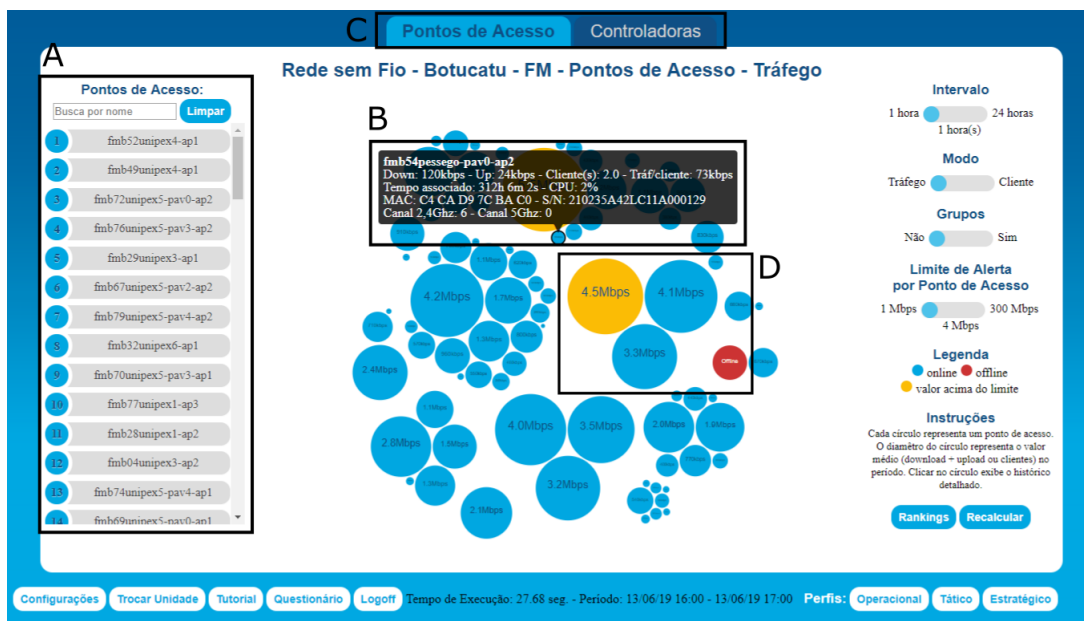 C
Pontos de Acesso
Controladoras
Rede sem Fio - Botucatu - FM - Pontos de Acesso - Tráfego
A
Pontos de Acesso:
Busca por nome
Limpar
1 fmb52unipex4-ap1
2 fmb49unipex4-ap1
3 fmb72unipex5-pav0-ap2
4 fmb76unipex5-pav3-ap2
5 fmb29unipex3-ap1
6 fmb67unipex5-pav2-ap2
7 fmb79unipex5-pav4-ap2
8 fmb32unipex6-ap1
9 fmb70unipex5-pav3-ap1
10 fmb77unipex1-ap3
11 fmb28unipex1-ap2
12 fmb04unipex3-ap2
13 fmb74unipex5-pav4-ap1
14 fmb69unipex5-pav0-ap1
B
fmb54pessego-pav0-ap2
Down: 120kbps - Up: 24kbps - Cliente(s): 2.0 - Tráf/cliente: 73kbps
Tempo associado: 312h 6m 2s - CPU: 2%
MAC: C4 CA D9 7C BA C0 - S/N: 210235A42LC11A000129
Canal 2,4Ghz: 6 - Canal 5Ghz: 0
D
4.5Mbps
4.1Mbps
3.3Mbps
Offline
4.2Mbps
1.7Mbps
2.4Mbps
2.8Mbps
1.5Mbps
4.0Mbps
3.5Mbps
3.2Mbps
2.1Mbps
Intervalo
1 hora 24 horas
1 hora(s)
Modo
Tráfego Cliente
Grupos
Não Sim
Limite de Alerta
por Ponto de Acesso
1 Mbps 300 Mbps
4 Mbps
Legenda
online offline
valor acima do limite
Instruções
Cada círculo representa um ponto de acesso.
O diamêtro do círculo representa o valor
médio (download + upload ou clientes) no
período. Clicar no círculo exibe o histórico
detalhado.
Rankings
Recalcular
Configurações
Trocar Unidade
Tutorial
Questionário
Logoff
Tempo de Execução: 27.68 seg. - Período: 13/06/19 16:00 - 13/06/19 17:00
Perfis:
Operacional
Tático
Estratégico